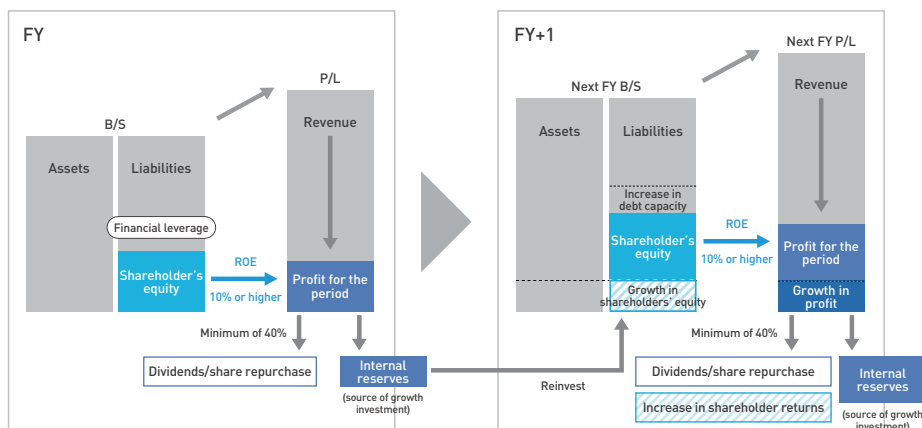 FY
P/L
B/S
Revenue
Assets
Liabilities
Financial leverage
Shareholder's
equity
ROE
10% or higher
Profit for the
period
Minimum of 40%
Dividends/share repurchase
Internal
reserves
(source of growth
investment)
Reinvest
FY+1
Next FY P/L
Next FY B/S
Revenue
Assets
Liabilities
Increase in
debt capacity
Shareholder's
equity
ROE
10% or higher
Profit for the
period
Growth in
shareholders' equity
Growth in
profit
Minimum of 40%
Dividends/share repurchase
Increase in shareholder returns
Internal
reserves
(source of growth
investment)